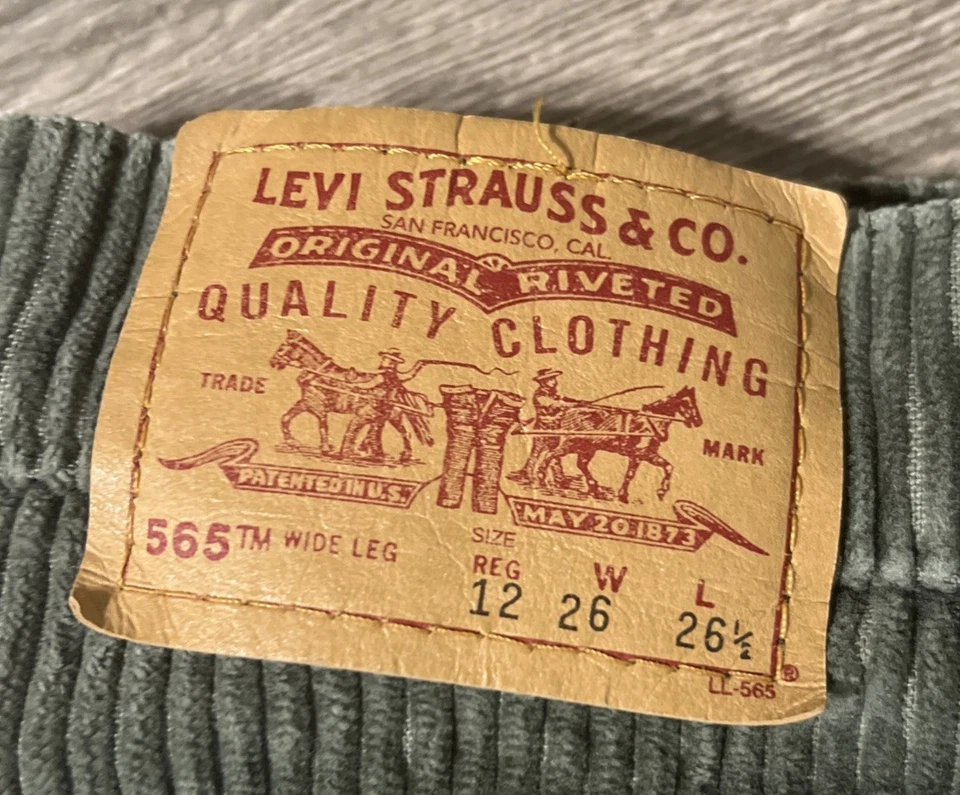 LEVI STRAUSS & CO.
SAN FRANCISCO, CAL.
ORIGINAL RIVETED
QUALITY CLOTHING
TRADE MARK
PATENTED IN U.S. MAY 20 1873
565™ WIDE LEG
SIZE
REG W L
12 26 26½
LL-565 ®